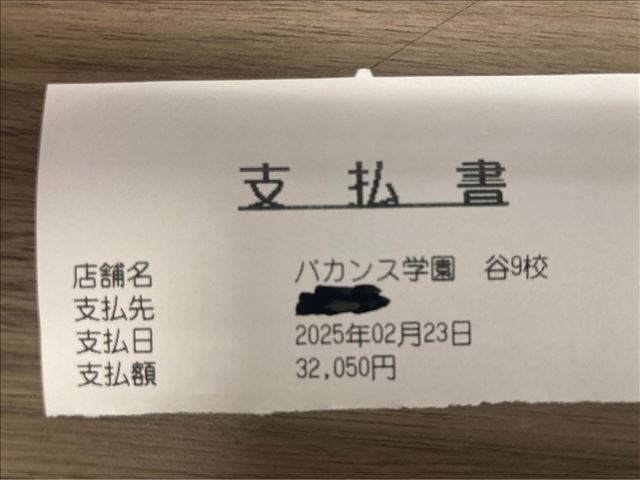 支払書
店舗名 バカンス学園 谷9校
支払先
支払日 2025年02月23日
支払額 32,050円